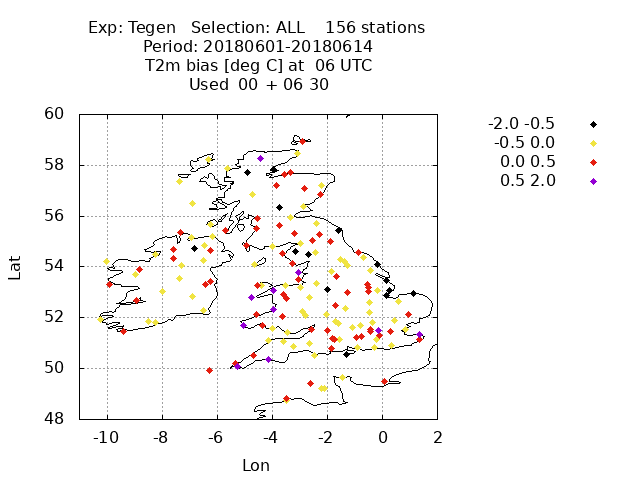 Exp: Tegen Selection: ALL 156 stations
Period: 20180601-20180614
T2m bias [deg C] at 06 UTC
Used 00 + 06 30
-2.0 -0.5
-0.5 0.0
0.0 0.5
0.5 2.0
60
58
56
54
52
50
48
Lat
-10 -8 -6 -4 -2 0 2
Lon